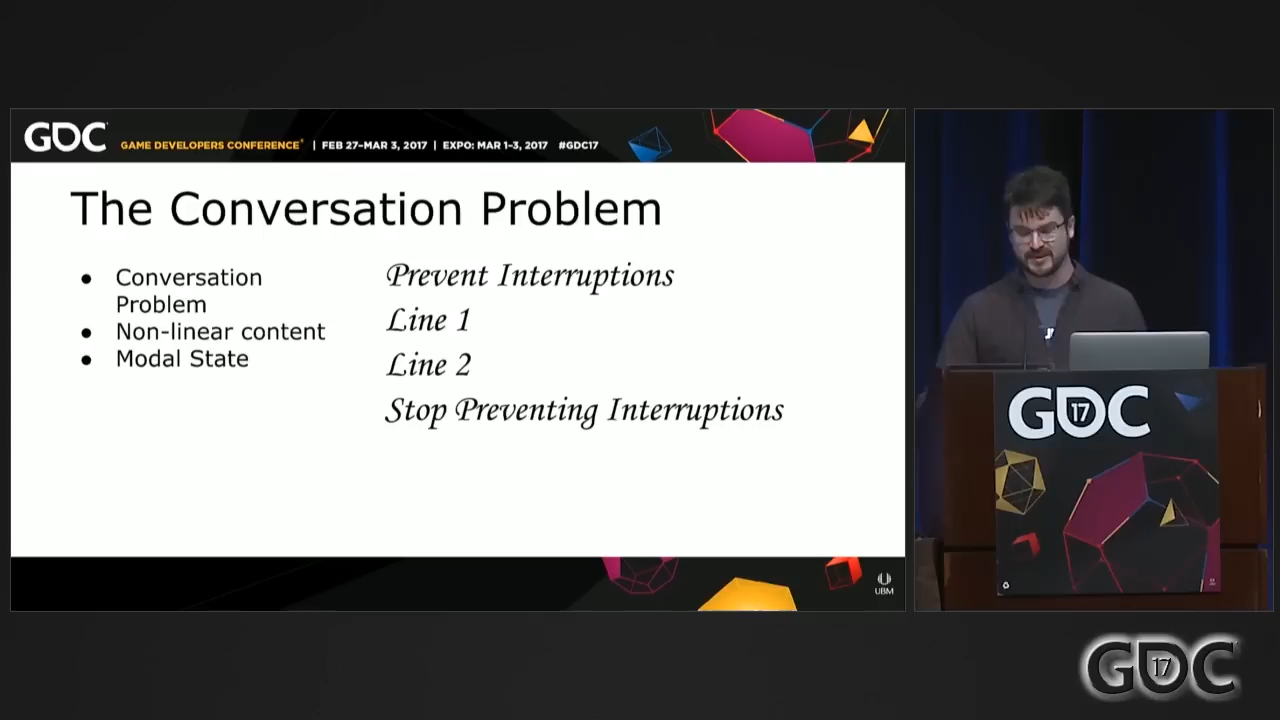 GDC
GAME DEVELOPERS CONFERENCE® | FEB 27–MAR 3, 2017 | EXPO: MAR 1–3, 2017 #GDC17
The Conversation Problem
● Conversation
Problem
● Non-linear content
● Modal State
Prevent Interruptions
Line 1
Line 2
Stop Preventing Interruptions
UBM
GDC
17
GDC
17